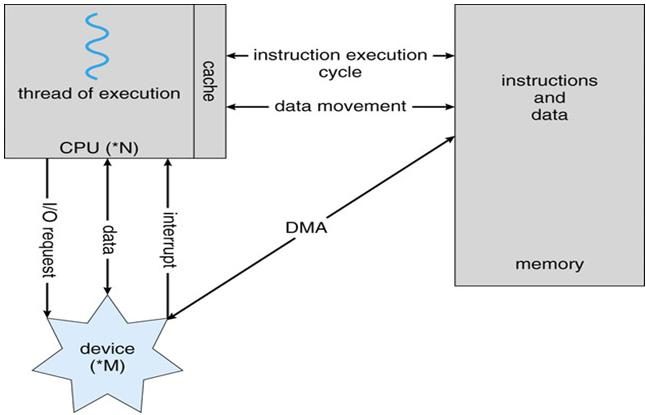 thread of execution
cache
CPU (*N)
instruction execution
cycle
data movement
instructions
and
data
memory
I/O request
data
interrupt
DMA
device
(*M)